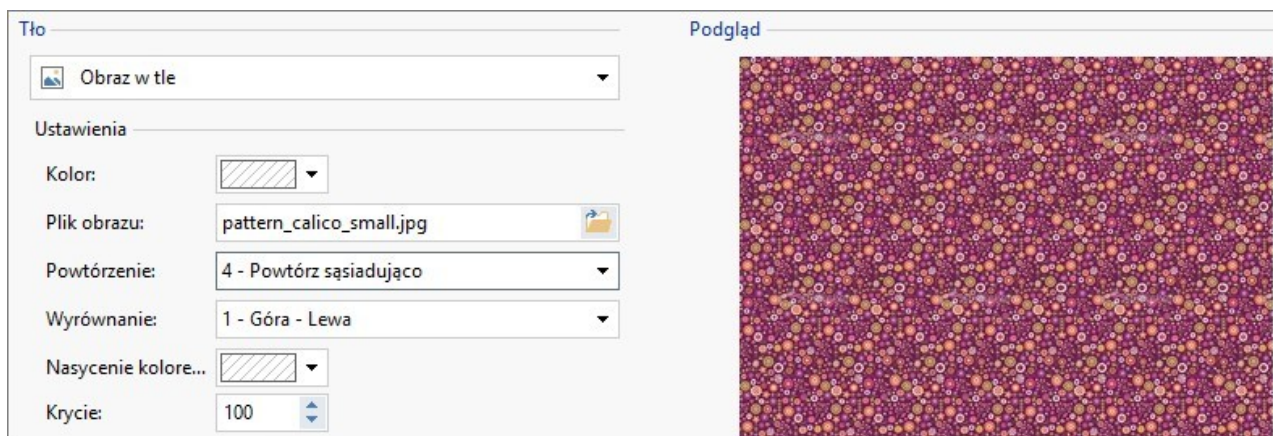 Tło
Podgląd
Obraz w tle
Ustawienia
Kolor:
Plik obrazu: pattern_calico_small.jpg
Powtórzenie: 4 - Powtórz sąsiadująco
Wyrównanie: 1 - Góra - Lewa
Nasycenie kolore...
Krycie: 100